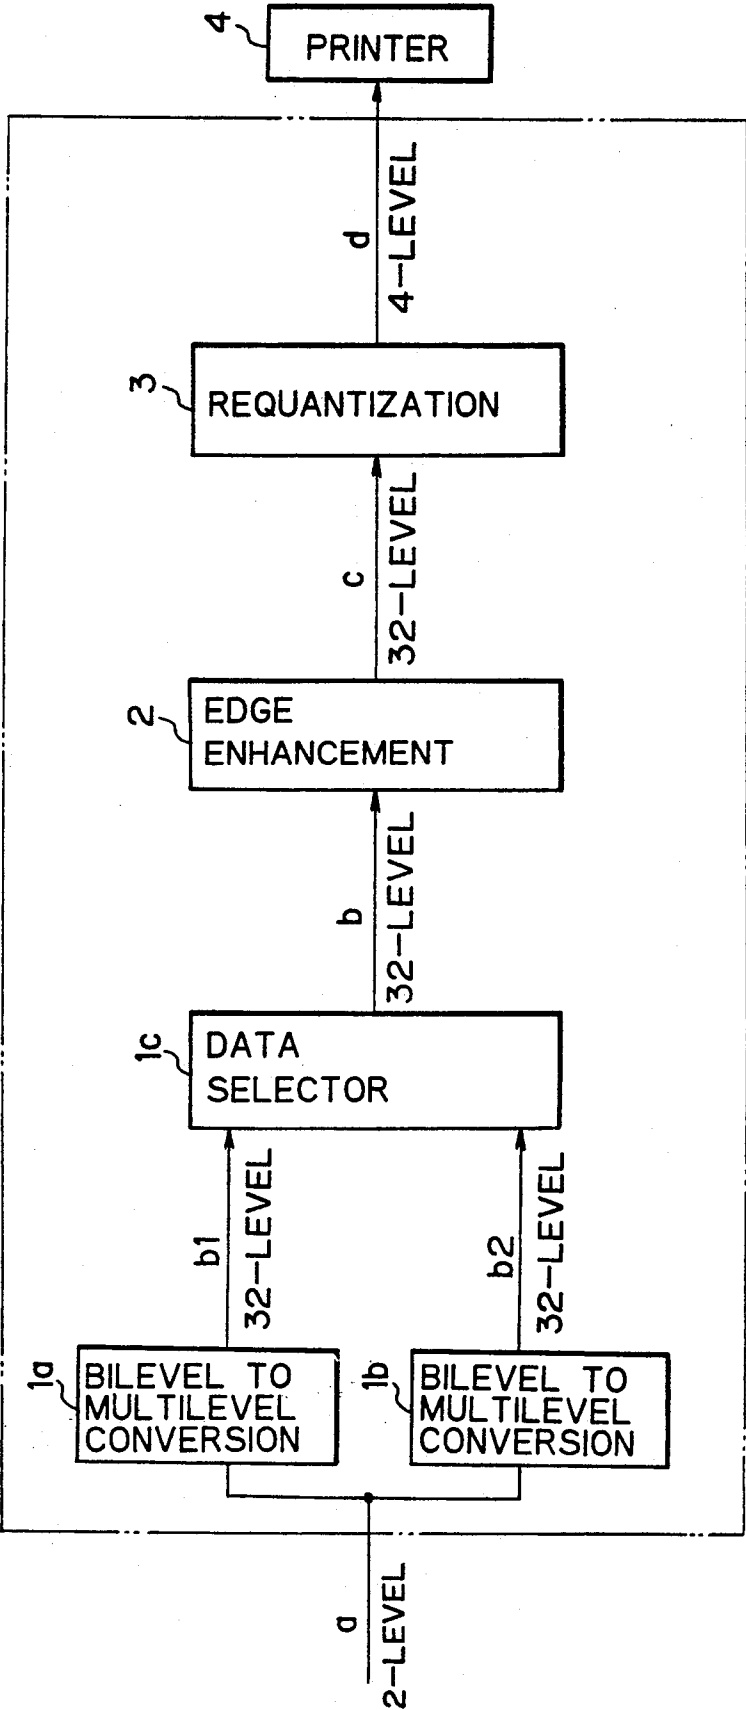 4
PRINTER
d
4-LEVEL
3
REQUANTIZATION
c
32-LEVEL
2
EDGE
ENHANCEMENT
b
32-LEVEL
1c
DATA
SELECTOR
b1
32-LEVEL
b2
32-LEVEL
1a
BILEVEL TO
MULTILEVEL
CONVERSION
1b
BILEVEL TO
MULTILEVEL
CONVERSION
a
2-LEVEL